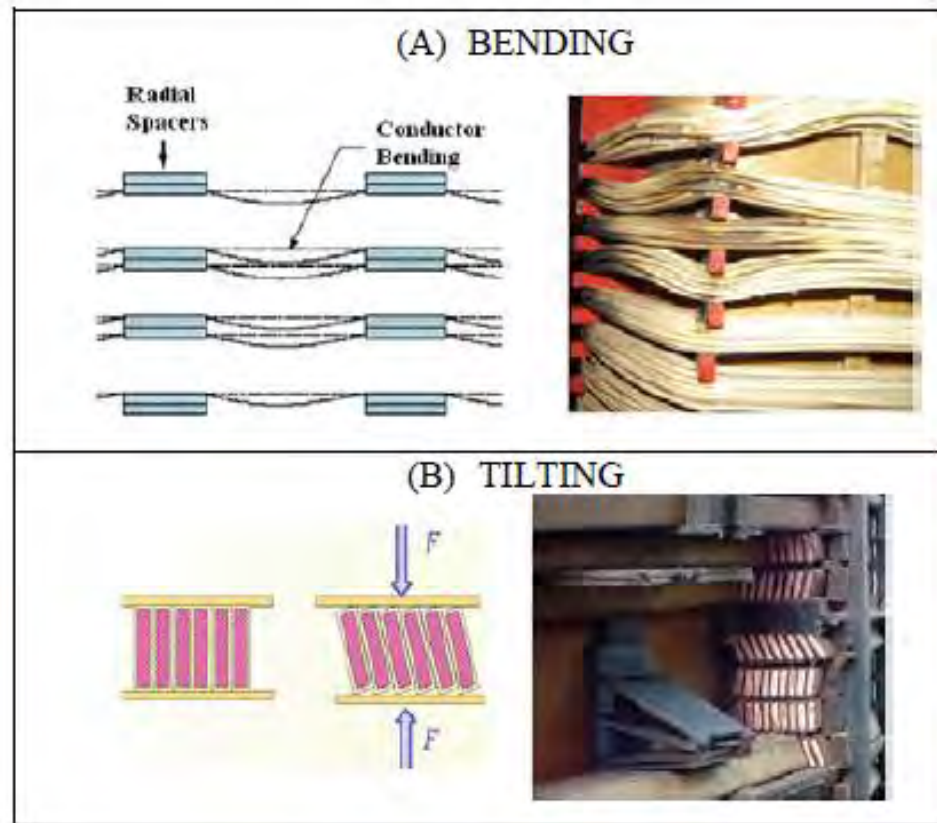 (A) BENDING
Radial
Spacers
Conductor
Bending
(B) TILTING
F
F